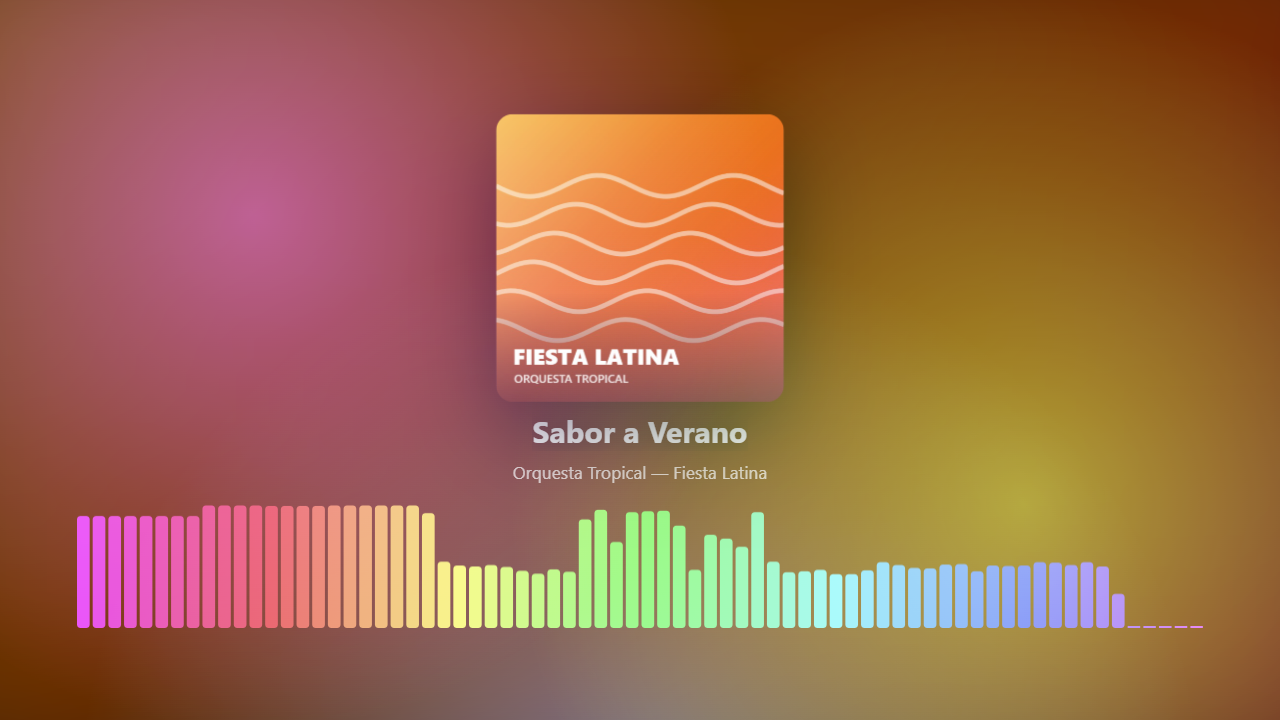 FIESTA LATINA
ORQUESTA TROPICAL
Sabor a Verano
Orquesta Tropical — Fiesta Latina